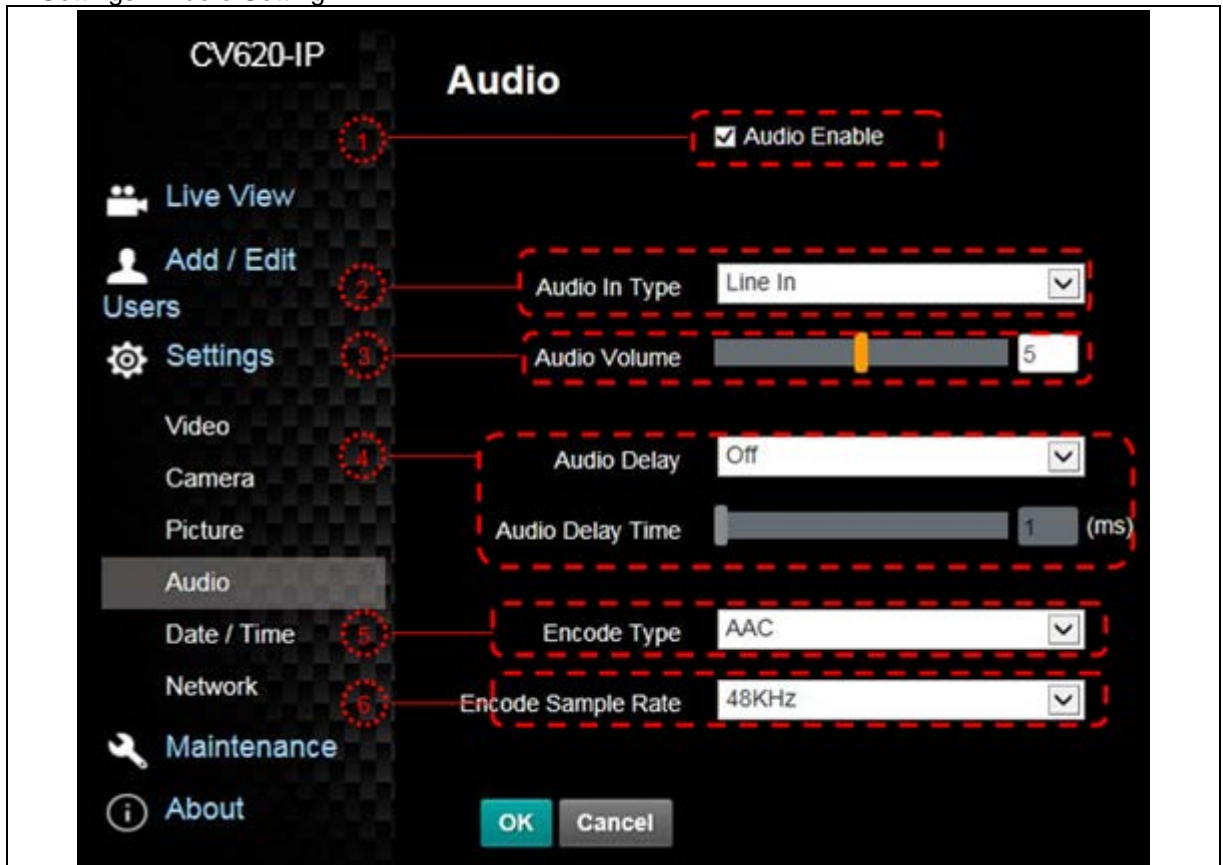 CV620-IP
Live View
Add / Edit
Users
Settings
Video
Camera
Picture
Audio
Date / Time
Network
Maintenance
About
Audio
1
Audio Enable
2
Audio In Type Line In
3
Audio Volume 5
4
Audio Delay Off
Audio Delay Time 1 (ms)
5
Encode Type AAC
6
Encode Sample Rate 48KHz
OK Cancel